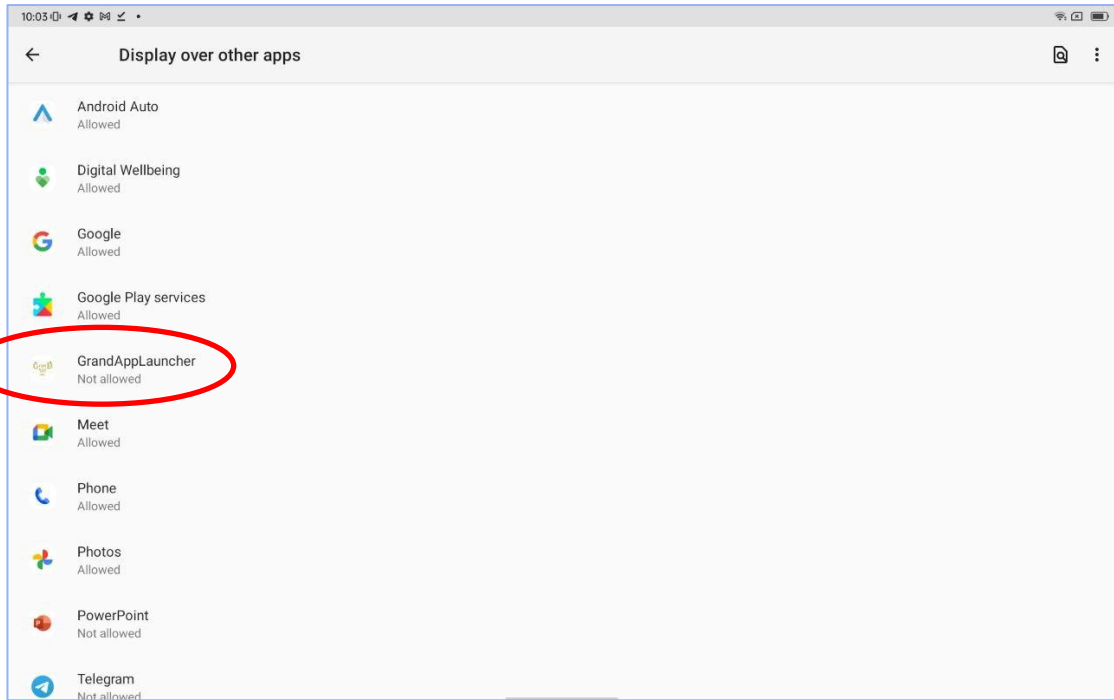 10:03
Display over other apps
Android Auto
Allowed
Digital Wellbeing
Allowed
Google
Allowed
Google Play services
Allowed
GrandAppLauncher
Not allowed
Meet
Allowed
Phone
Allowed
Photos
Allowed
PowerPoint
Not allowed
Telegram
Not allowed